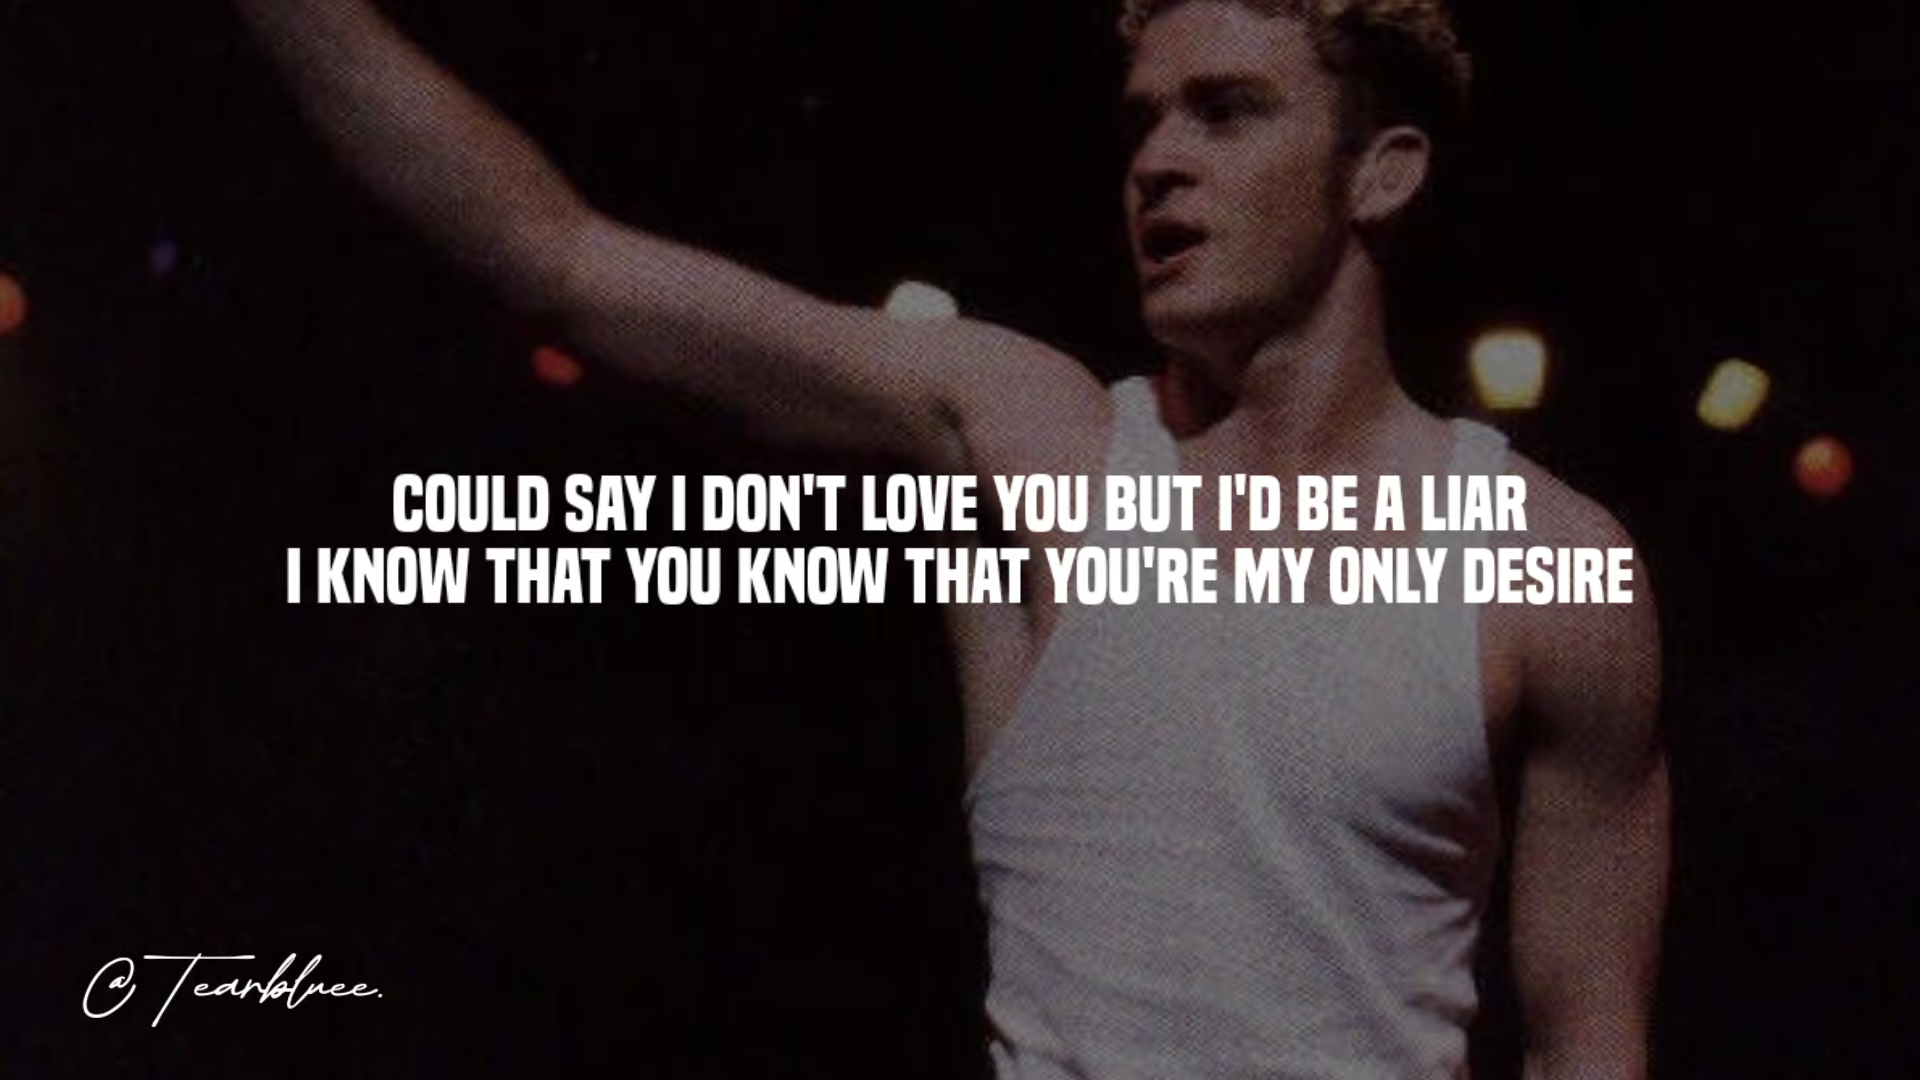 COULD SAY I DON'T LOVE YOU BUT I'D BE A LIAR
I KNOW THAT YOU KNOW THAT YOU'RE MY ONLY DESIRE
@Teanbluee.